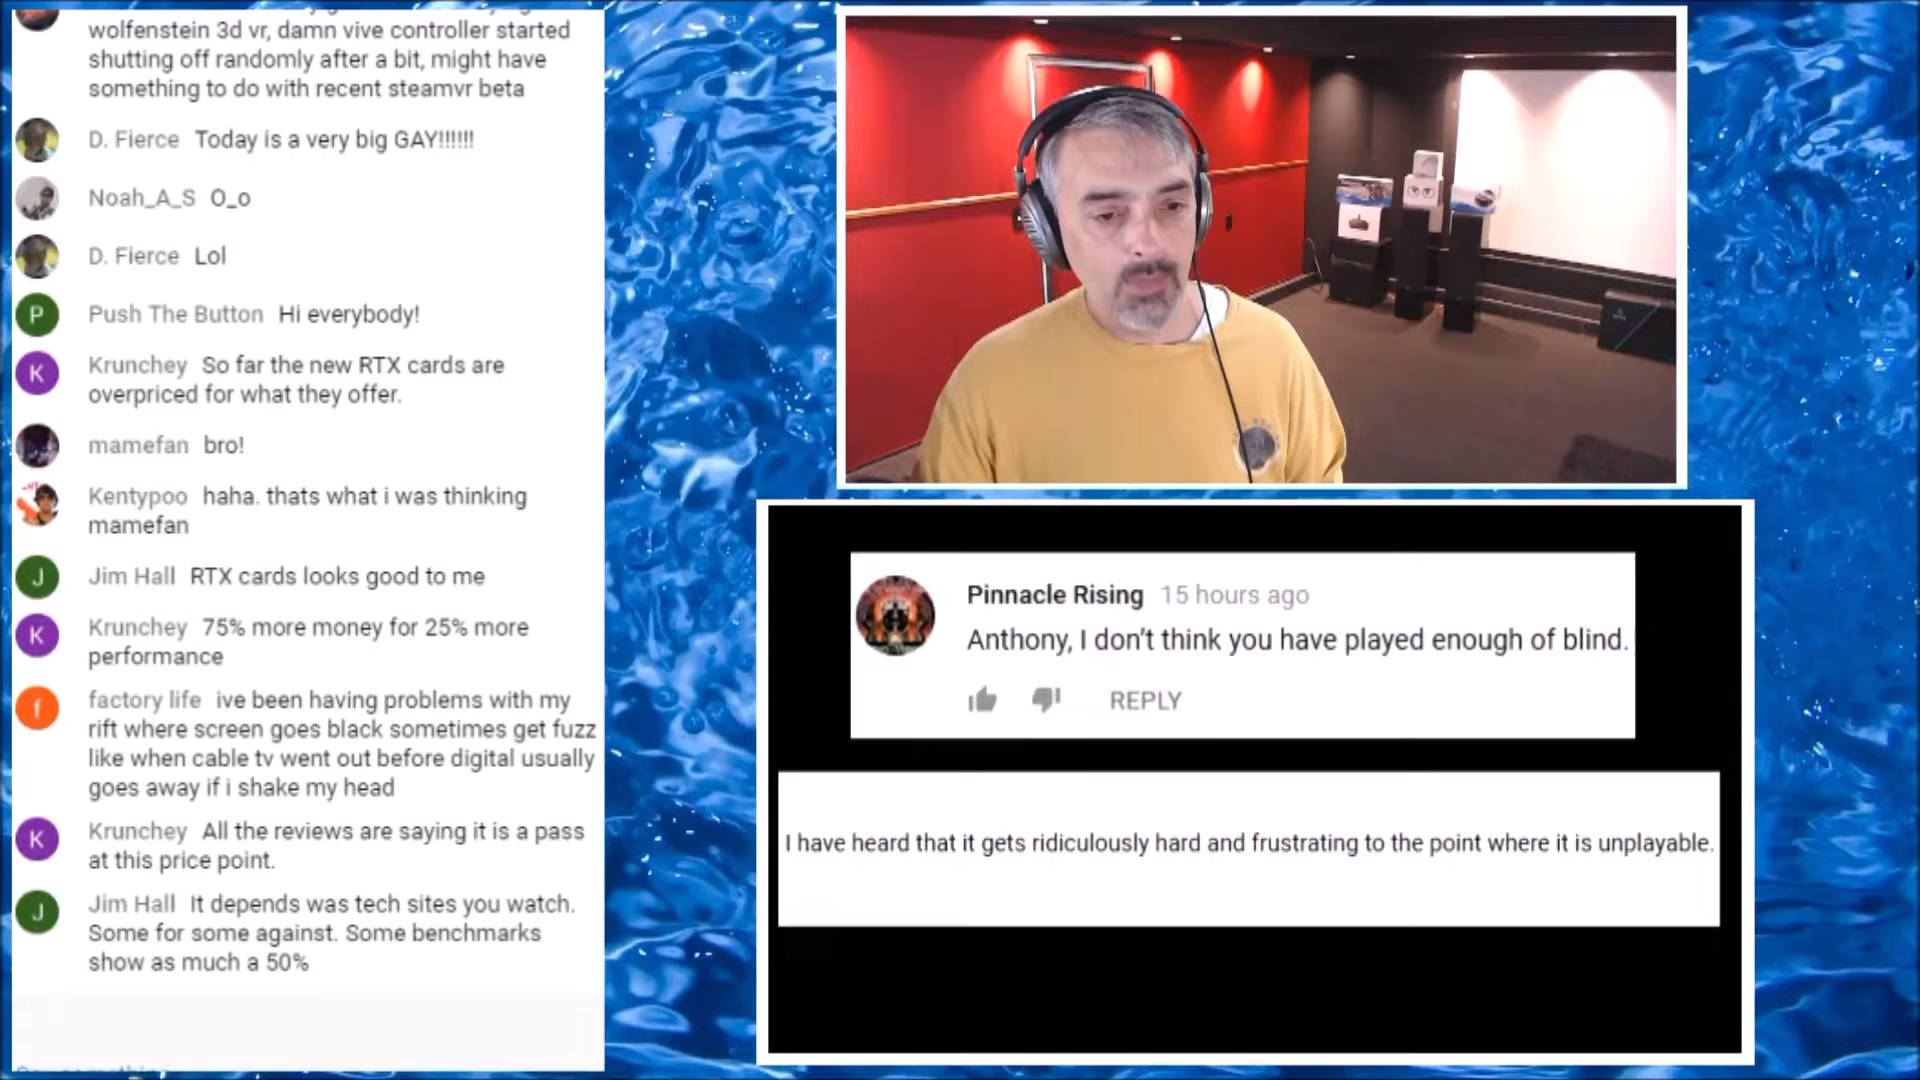 wolfenstein 3d vr, damn vive controller started
shutting off randomly after a bit, might have
something to do with recent steamvr beta
D. Fierce Today is a very big GAY!!!!!!
Noah_A_S O_o
D. Fierce Lol
P Push The Button Hi everybody!
K Krunchey So far the new RTX cards are
overpriced for what they offer.
mamefan bro!
Kentypoo haha. thats what i was thinking
mamefan
J Jim Hall RTX cards looks good to me
K Krunchey 75% more money for 25% more
performance
f factory life ive been having problems with my
rift where screen goes black sometimes get fuzz
like when cable tv went out before digital usually
goes away if i shake my head
K Krunchey All the reviews are saying it is a pass
at this price point.
J Jim Hall It depends was tech sites you watch.
Some for some against. Some benchmarks
show as much a 50%
Pinnacle Rising 15 hours ago
Anthony, I don't think you have played enough of blind.
REPLY
I have heard that it gets ridiculously hard and frustrating to the point where it is unplayable.